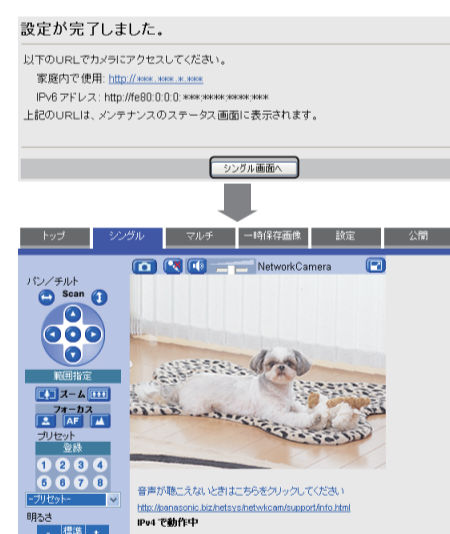 設定が完了しました。
以下のURLでカメラにアクセスしてください。
家庭内で使用: http://***.***.*.***
IPv6 アドレス: http://fe80:0:0:0:****:****:****:***
上記のURLは、メンテナンスのステータス画面に表示されます。
シングル画面へ
トップ シングル マルチ 一時保存画像 設定 公開
NetworkCamera
パン/チルト
Scan
範囲指定
ズーム
フォーカス
AF
プリセット
登録
1 2 3 4
5 6 7 8
-プリセット-
明るさ
- 標準 +
音声が聴こえないときはこちらをクリックしてください
http://panasonic.biz/netsys/netwkcam/support/info.html
IPv4 で動作中